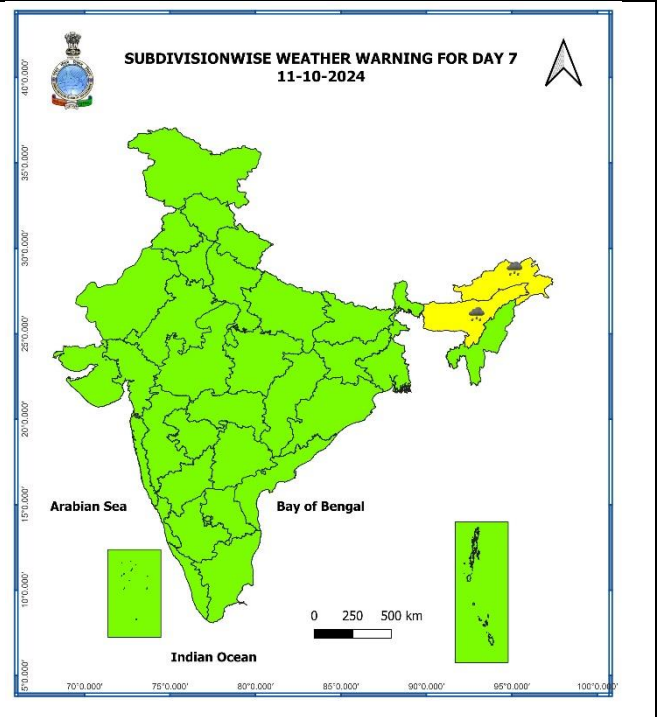 SUBDIVISIONWISE WEATHER WARNING FOR DAY 7
11-10-2024
40°0.000'
35°0.000'
30°0.000'
25°0.000'
20°0.000'
15°0.000'
10°0.000'
5°0.000'
Arabian Sea
Bay of Bengal
0 250 500 km
Indian Ocean
70°0.000' 75°0.000' 80°0.000' 85°0.000' 90°0.000' 95°0.000' 100°0.000'